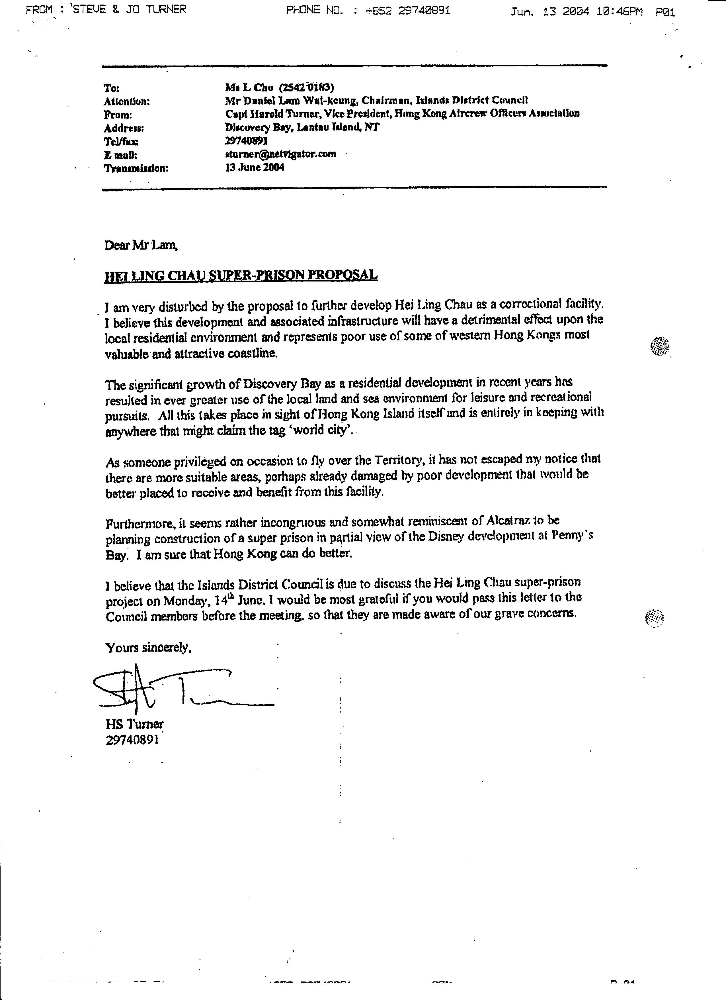 FROM : 'STEVE & JO TURNER PHONE NO. : +852 29740891 Jun. 13 2004 10:46PM P01
To: Ms L Chu (2542 0183)
Attention: Mr Daniel Lam Wai-keung, Chairman, Islands District Council
From: Capt Harold Turner, Vice President, Hong Kong Aircrew Officers Association
Address: Discovery Bay, Lantau Island, NT
Tel/fax: 29740891
E mail: sturner@netvigator.com
Transmission: 13 June 2004
Dear Mr Lam,
HEI LING CHAU SUPER-PRISON PROPOSAL
I am very disturbed by the proposal to further develop Hei Ling Chau as a correctional facility.
I believe this development and associated infrastructure will have a detrimental effect upon the
local residential environment and represents poor use of some of western Hong Kongs most
valuable and attractive coastline.
The significant growth of Discovery Bay as a residential development in recent years has
resulted in ever greater use of the local land and sea environment for leisure and recreational
pursuits. All this takes place in sight of Hong Kong Island itself and is entirely in keeping with
anywhere that might claim the tag ‘world city’.
As someone privileged on occasion to fly over the Territory, it has not escaped my notice that
there are more suitable areas, perhaps already damaged by poor development that would be
better placed to receive and benefit from this facility.
Furthermore, it seems rather incongruous and somewhat reminiscent of Alcatraz to be
planning construction of a super prison in partial view of the Disney development at Penny's
Bay. I am sure that Hong Kong can do better.
I believe that the Islands District Council is due to discuss the Hei Ling Chau super-prison
project on Monday, 14th June. I would be most grateful if you would pass this letter to the
Council members before the meeting, so that they are made aware of our grave concerns.
Yours sincerely,
HS Turner
29740891